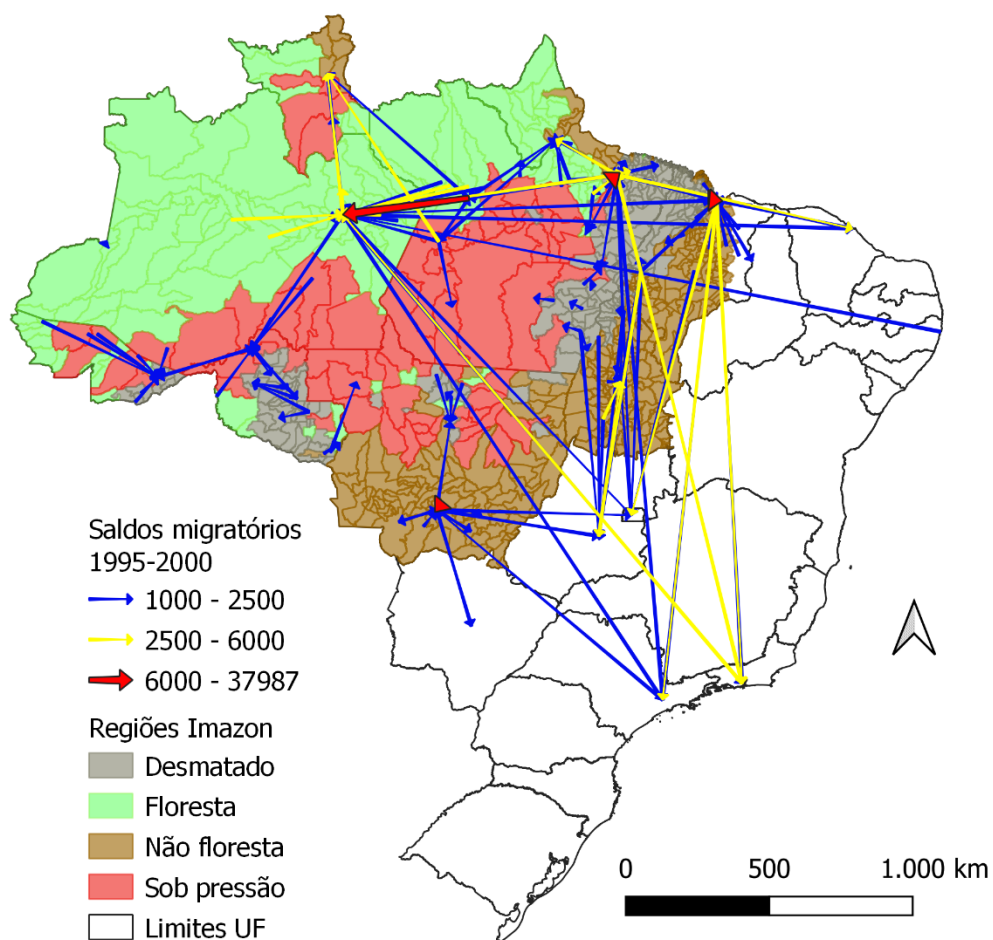 Saldos migratórios
1995-2000
1000 - 2500
2500 - 6000
6000 - 37987
Regiões Imazon
Desmatado
Floresta
Não floresta
Sob pressão
Limites UF
0 500 1.000 km